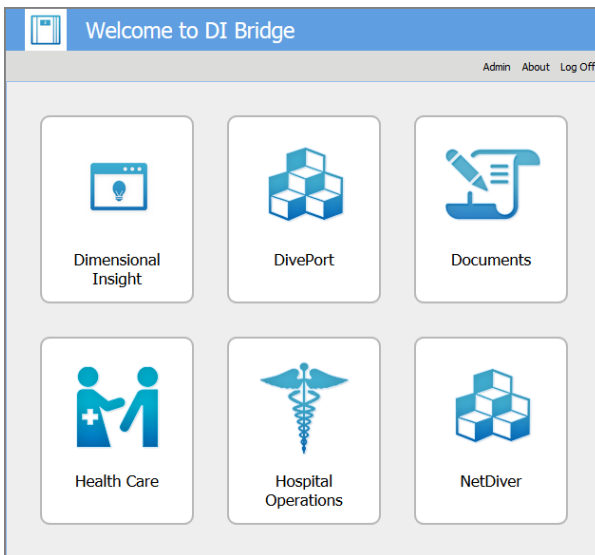 Welcome to DI Bridge
Admin About Log Off
Dimensional
Insight
DivePort
Documents
Health Care
Hospital
Operations
NetDiver